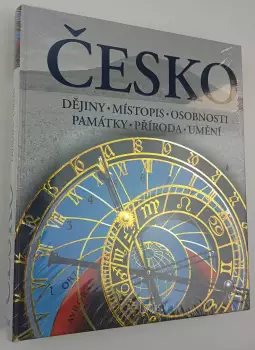 ČESKO
DĚJINY · MÍSTOPIS · OSOBNOSTI
PAMÁTKY · PŘÍRODA · UMĚNÍ